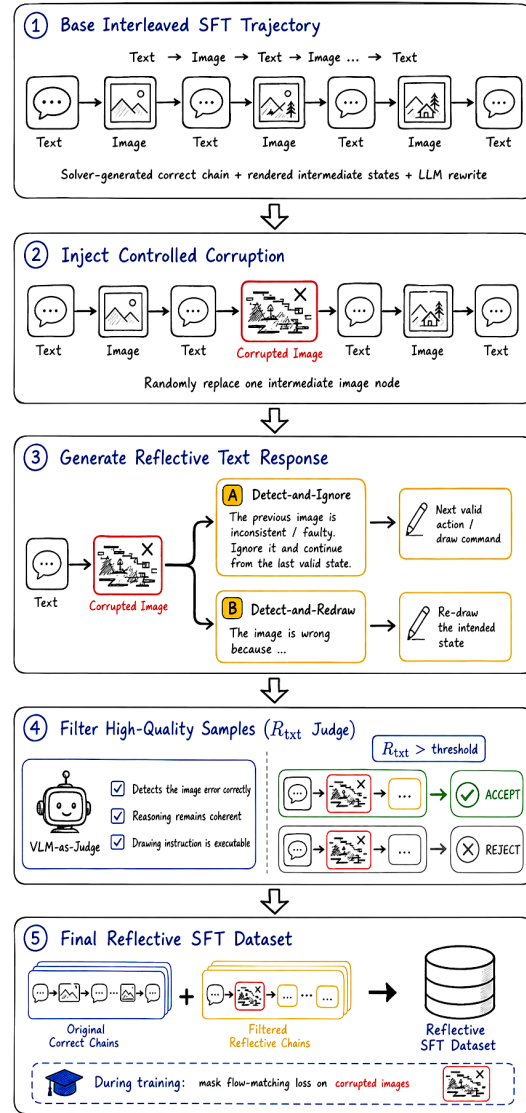 ① Base Interleaved SFT Trajectory
Text → Image → Text → Image ... → Text
Text Image Text Image Text Image Text
Solver-generated correct chain + rendered intermediate states + LLM rewrite
② Inject Controlled Corruption
Text Image Text Corrupted Image Text Image Text
Randomly replace one intermediate image node
③ Generate Reflective Text Response
Text
Corrupted Image
A Detect-and-Ignore
The previous image is
inconsistent / faulty.
Ignore it and continue
from the last valid state.
Next valid
action /
draw command
B Detect-and-Redraw
The image is wrong
because ...
Re-draw
the intended
state
④ Filter High-Quality Samples (R_txt Judge)
VLM-as-Judge
Detects the image error correctly
Reasoning remains coherent
Drawing instruction is executable
R_txt > threshold
... ACCEPT
... REJECT
⑤ Final Reflective SFT Dataset
...
Original
Correct Chains
+
... ... ...
Filtered
Reflective Chains
Reflective
SFT Dataset
During training: mask flow-matching loss on corrupted images